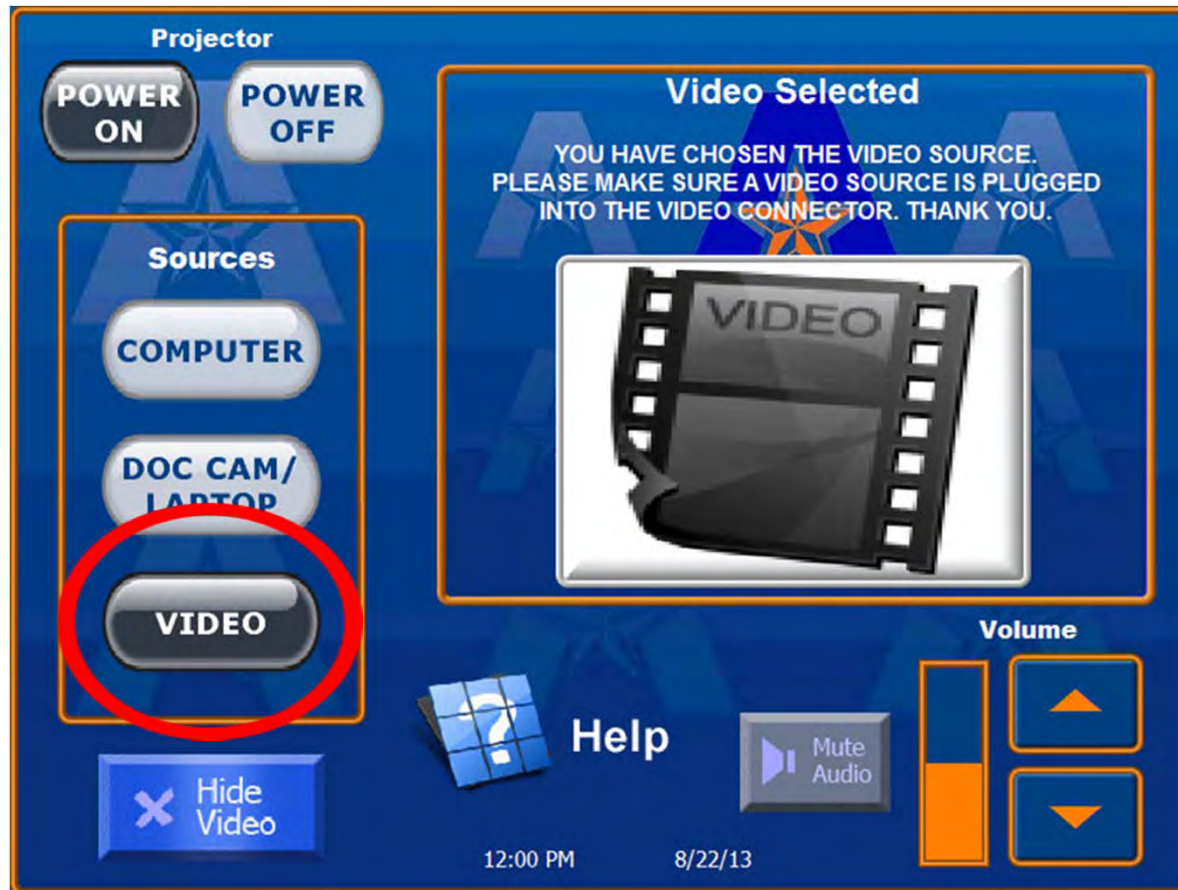 Projector
POWER
ON
POWER
OFF
Sources
COMPUTER
DOC CAM/
LAPTOP
VIDEO
Hide
Video
Video Selected
YOU HAVE CHOSEN THE VIDEO SOURCE.
PLEASE MAKE SURE A VIDEO SOURCE IS PLUGGED
INTO THE VIDEO CONNECTOR. THANK YOU.
VIDEO
?
Help
Mute
Audio
Volume
12:00 PM 8/22/13